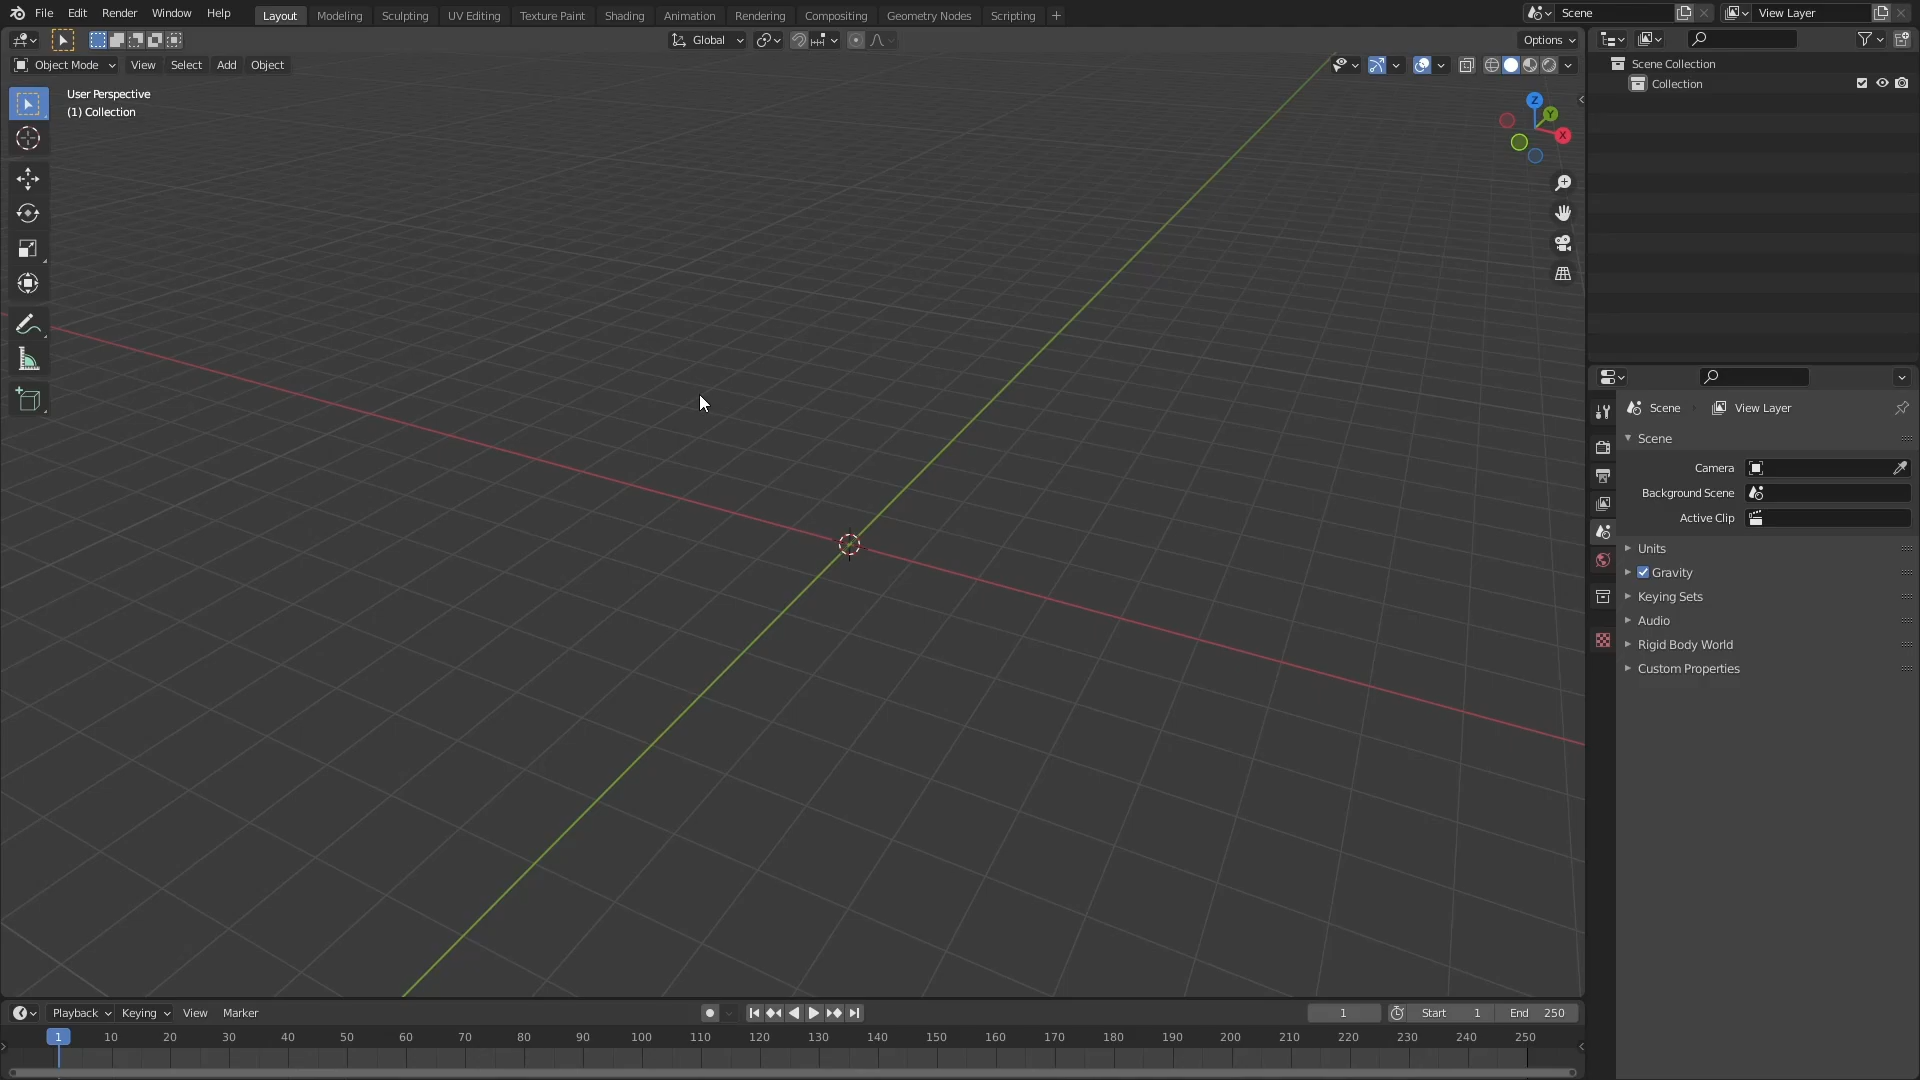 File Edit Render Window Help Layout Modeling Sculpting UV Editing Texture Paint Shading Animation Rendering Compositing Geometry Nodes Scripting + Scene View Layer
Global Options
Object Mode View Select Add Object
User Perspective
(1) Collection
Z
Y
X
Scene Collection
Collection
Scene View Layer
Scene
Camera
Background Scene
Active Clip
Units
Gravity
Keying Sets
Audio
Rigid Body World
Custom Properties
Playback Keying View Marker 1 Start 1 End 250
1 10 20 30 40 50 60 70 80 90 100 110 120 130 140 150 160 170 180 190 200 210 220 230 240 250